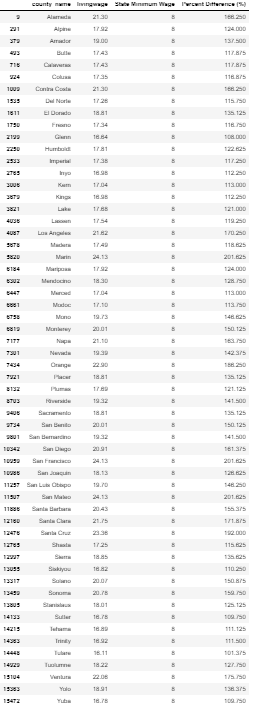 county_name livingwage State Minimum Wage Percent Difference (%)
9 Alameda 21.30 8 166.250
291 Alpine 17.92 8 124.000
379 Amador 19.00 8 137.500
493 Butte 17.43 8 117.875
716 Calaveras 17.43 8 117.875
924 Colusa 17.35 8 116.875
1009 Contra Costa 21.30 8 166.250
1535 Del Norte 17.26 8 115.750
1611 El Dorado 18.81 8 135.125
1759 Fresno 17.34 8 116.750
2199 Glenn 16.64 8 108.000
2250 Humboldt 17.81 8 122.625
2533 Imperial 17.38 8 117.250
2765 Inyo 16.98 8 112.250
3006 Kern 17.04 8 113.000
3679 Kings 16.98 8 112.250
3821 Lake 17.68 8 121.000
4036 Lassen 17.54 8 119.250
4087 Los Angeles 21.62 8 170.250
5678 Madera 17.49 8 118.625
5820 Marin 24.13 8 201.625
6184 Mariposa 17.92 8 124.000
6302 Mendocino 18.30 8 128.750
6447 Merced 17.04 8 113.000
6661 Modoc 17.10 8 113.750
6758 Mono 19.73 8 146.625
6819 Monterey 20.01 8 150.125
7177 Napa 21.10 8 163.750
7301 Nevada 19.39 8 142.375
7434 Orange 22.90 8 186.250
7921 Placer 18.81 8 135.125
8132 Plumas 17.69 8 121.125
8703 Riverside 19.32 8 141.500
9406 Sacramento 18.81 8 135.125
9734 San Benito 20.01 8 150.125
9801 San Bernardino 19.32 8 141.500
10342 San Diego 20.91 8 161.375
10959 San Francisco 24.13 8 201.625
10986 San Joaquin 18.13 8 126.625
11257 San Luis Obispo 19.70 8 146.250
11507 San Mateo 24.13 8 201.625
11886 Santa Barbara 20.43 8 155.375
12160 Santa Clara 21.75 8 171.875
12476 Santa Cruz 23.36 8 192.000
12765 Shasta 17.25 8 115.625
12997 Sierra 18.85 8 135.625
13055 Siskiyou 16.82 8 110.250
13317 Solano 20.07 8 150.875
13459 Sonoma 20.78 8 159.750
13805 Stanislaus 18.01 8 125.125
14133 Sutter 16.78 8 109.750
14215 Tehama 16.89 8 111.125
14363 Trinity 16.92 8 111.500
14448 Tulare 16.11 8 101.375
14929 Tuolumne 18.22 8 127.750
15104 Ventura 22.06 8 175.750
15363 Yolo 18.91 8 136.375
15472 Yuba 16.78 8 109.750